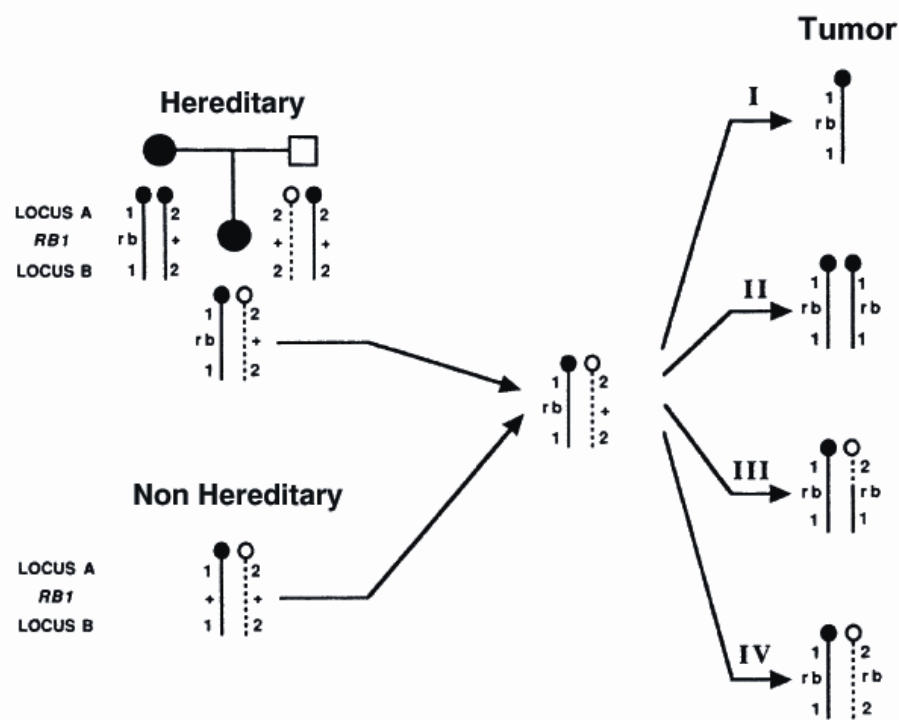 Tumor
Hereditary
I
1
rb
1
LOCUS A 1 2 2 2
RB1 rb + + +
LOCUS B 1 2 2 2
1 2
rb +
1 2
II
1 1
rb rb
1 1
1 2
rb +
1 2
III
1 2
rb rb
1 1
Non Hereditary
LOCUS A 1 2
RB1 + +
LOCUS B 1 2
IV
1 2
rb rb
1 2